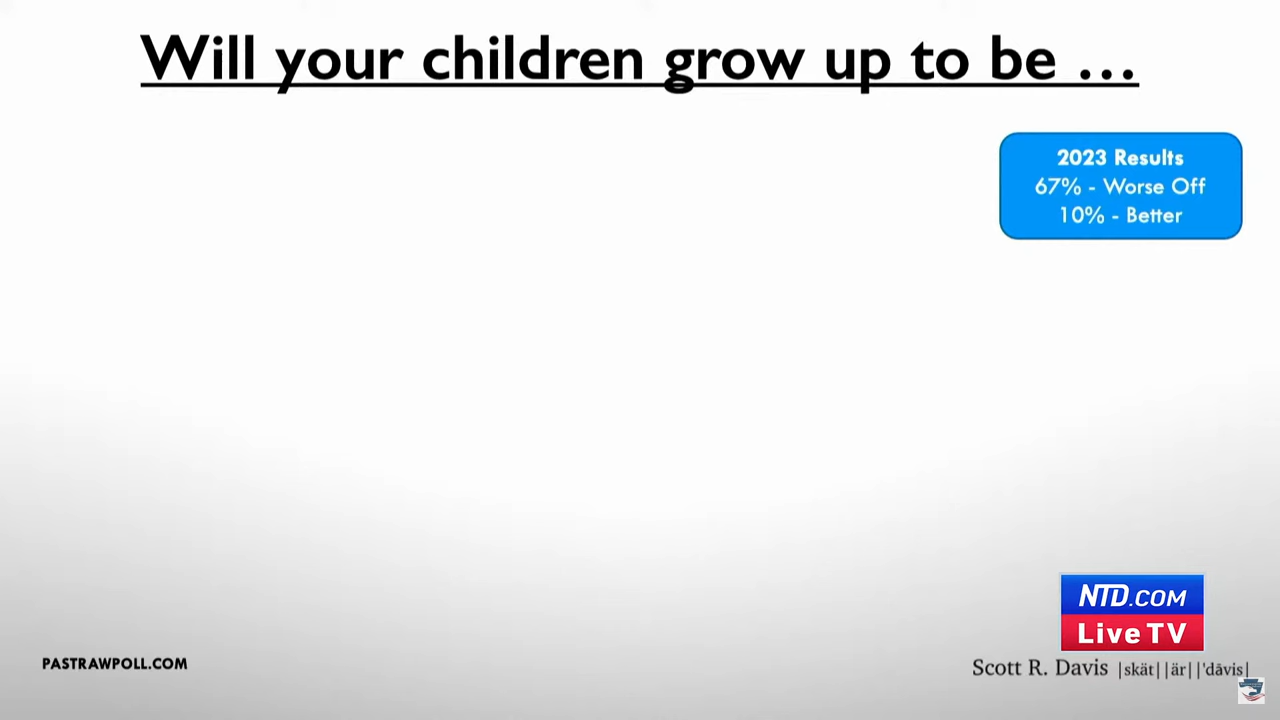 Will your children grow up to be ...
2023 Results
67% - Worse Off
10% - Better
NTD.COM
Live TV
PASTRAWPOLL.COM
Scott R. Davis |skät||är||'dāvis|